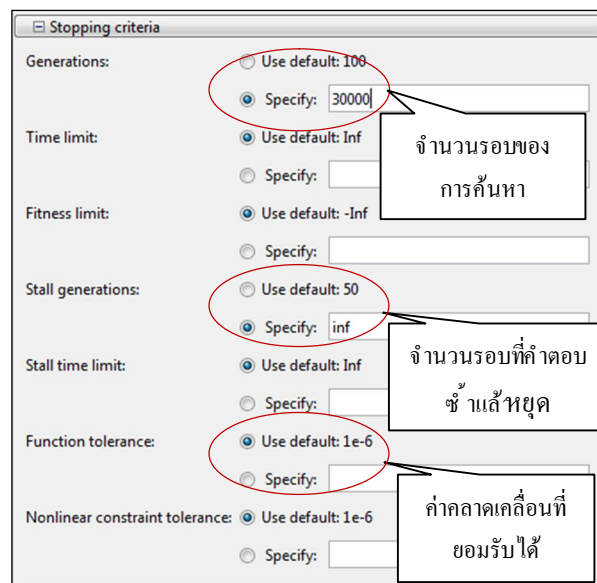 Stopping criteria
Generations: Use default: 100
Specify: 30000
Time limit: Use default: Inf
Specify:
จำนวนรอบของ
การค้นหา
Fitness limit: Use default: -Inf
Specify:
Stall generations: Use default: 50
Specify: inf
Stall time limit: Use default: Inf
Specify:
จำนวนรอบที่คำตอบ
ซ้ำแล้วหยุด
Function tolerance: Use default: 1e-6
Specify:
Nonlinear constraint tolerance: Use default: 1e-6
Specify:
ค่าคลาดเคลื่อนที่
ยอมรับได้